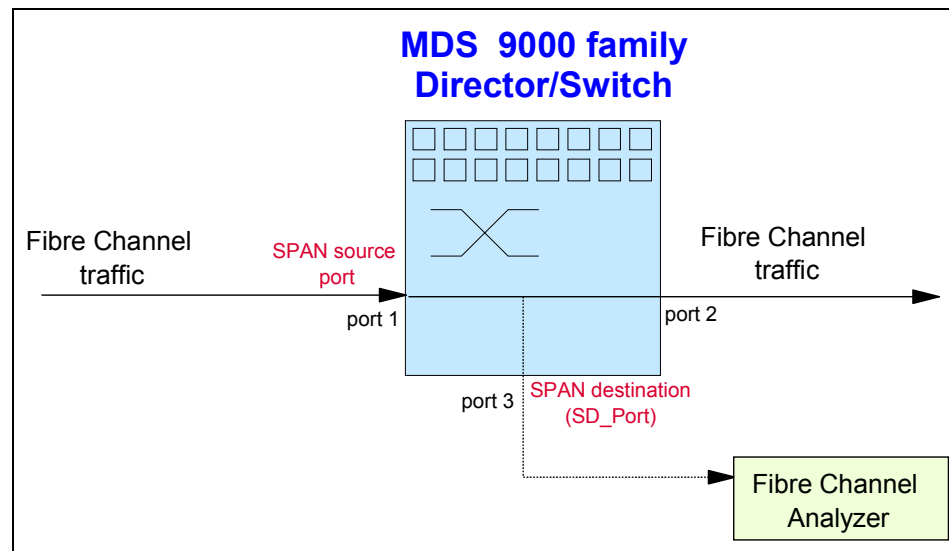 MDS 9000 family
Director/Switch
Fibre Channel
traffic
SPAN source
port
port 1
Fibre Channel
traffic
port 2
port 3
SPAN destination
(SD_Port)
Fibre Channel
Analyzer